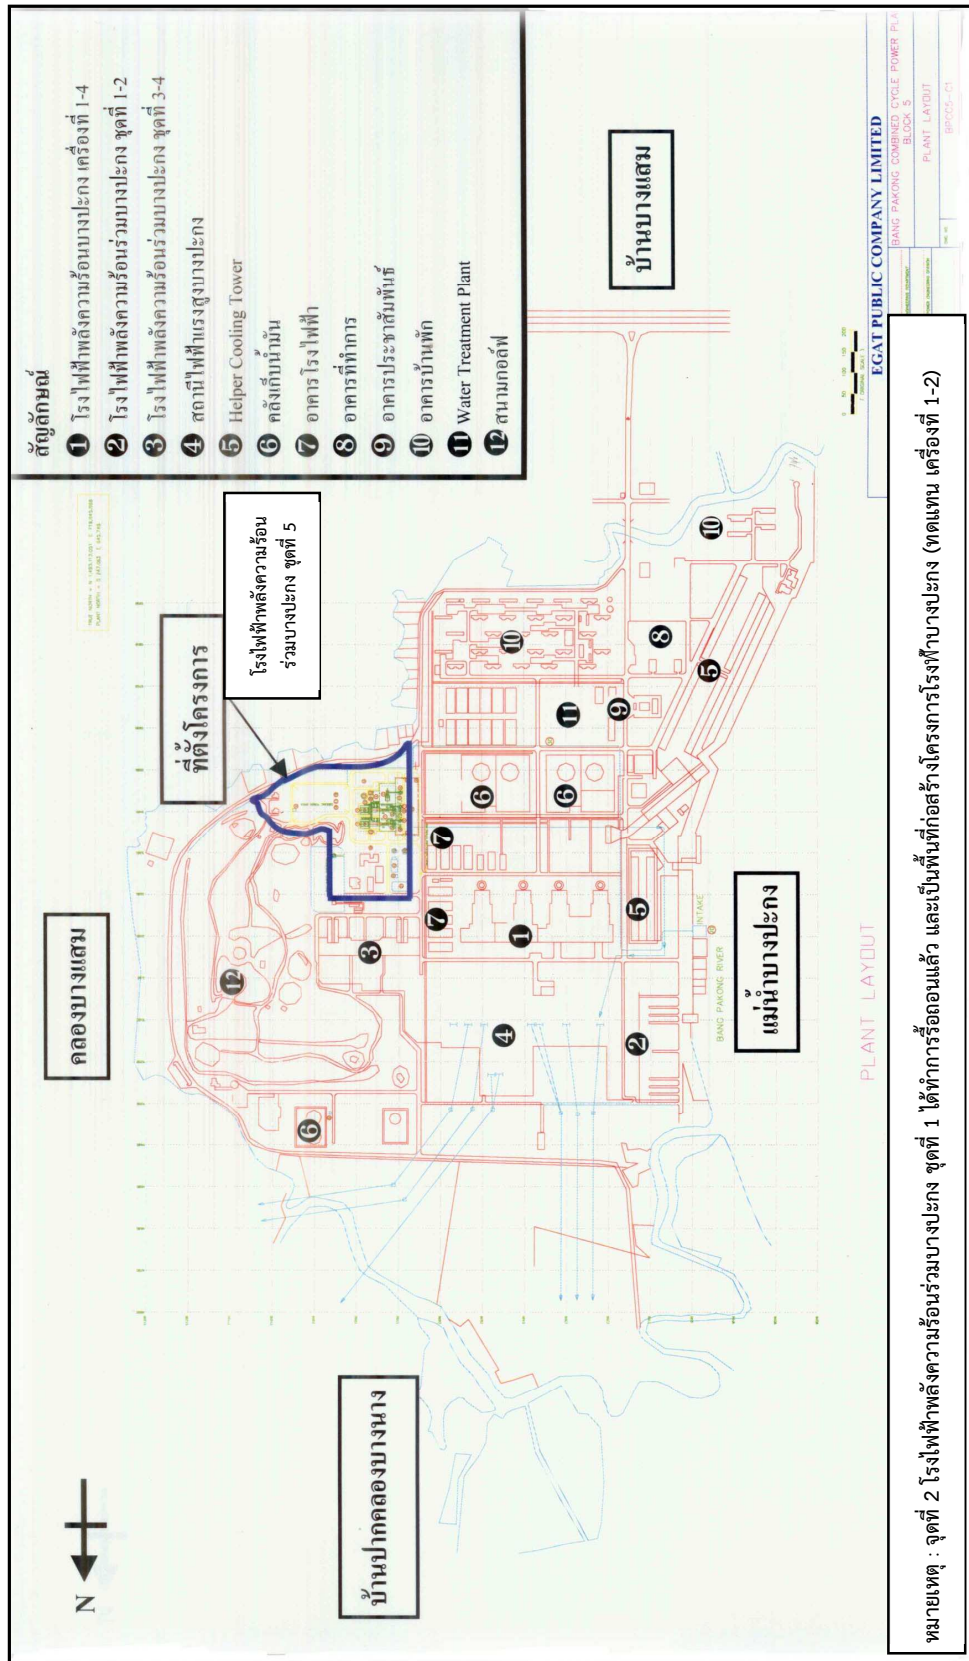 สัญลักษณ์
1 โรงไฟฟ้าพลังความร้อนบางปะกง เครื่องที่ 1-4
2 โรงไฟฟ้าพลังความร้อนร่วมบางปะกง ชุดที่ 1-2
3 โรงไฟฟ้าพลังความร้อนร่วมบางปะกง ชุดที่ 3-4
4 สถานีไฟฟ้าแรงสูงบางปะกง
5 Helper Cooling Tower
6 คลังเก็บน้ำมัน
7 อาคารโรงไฟฟ้า
8 อาคารที่ทำการ
9 อาคารประชาสัมพันธ์
10 อาคารบ้านพัก
11 Water Treatment Plant
12 สนามกอล์ฟ
N
คลองบางแสม
ที่ตั้งโครงการ
โรงไฟฟ้าพลังความร้อน
ร่วมบางปะกง ชุดที่ 5
บ้านบางแสม
บ้านปากคลองบางนาง
แม่น้ำบางปะกง
12
3
6
7
7
1
4
2
5
6
6
11
10
9
8
5
10
INTAKE
BANG PAKONG RIVER
PLANT LAYOUT
EGAT PUBLIC COMPANY LIMITED
BANG PAKONG COMBINED CYCLE POWER PLA
BLOCK 5
PLANT LAYOUT
BPCC5-C1
หมายเหตุ : จุดที่ 2 โรงไฟฟ้าพลังความร้อนร่วมบางปะกง ชุดที่ 1 ได้ทำการรื้อถอนแล้ว และเป็นพื้นที่ก่อสร้างโครงการโรงฟ้าบางปะกง (ทดแทน เครื่องที่ 1-2)